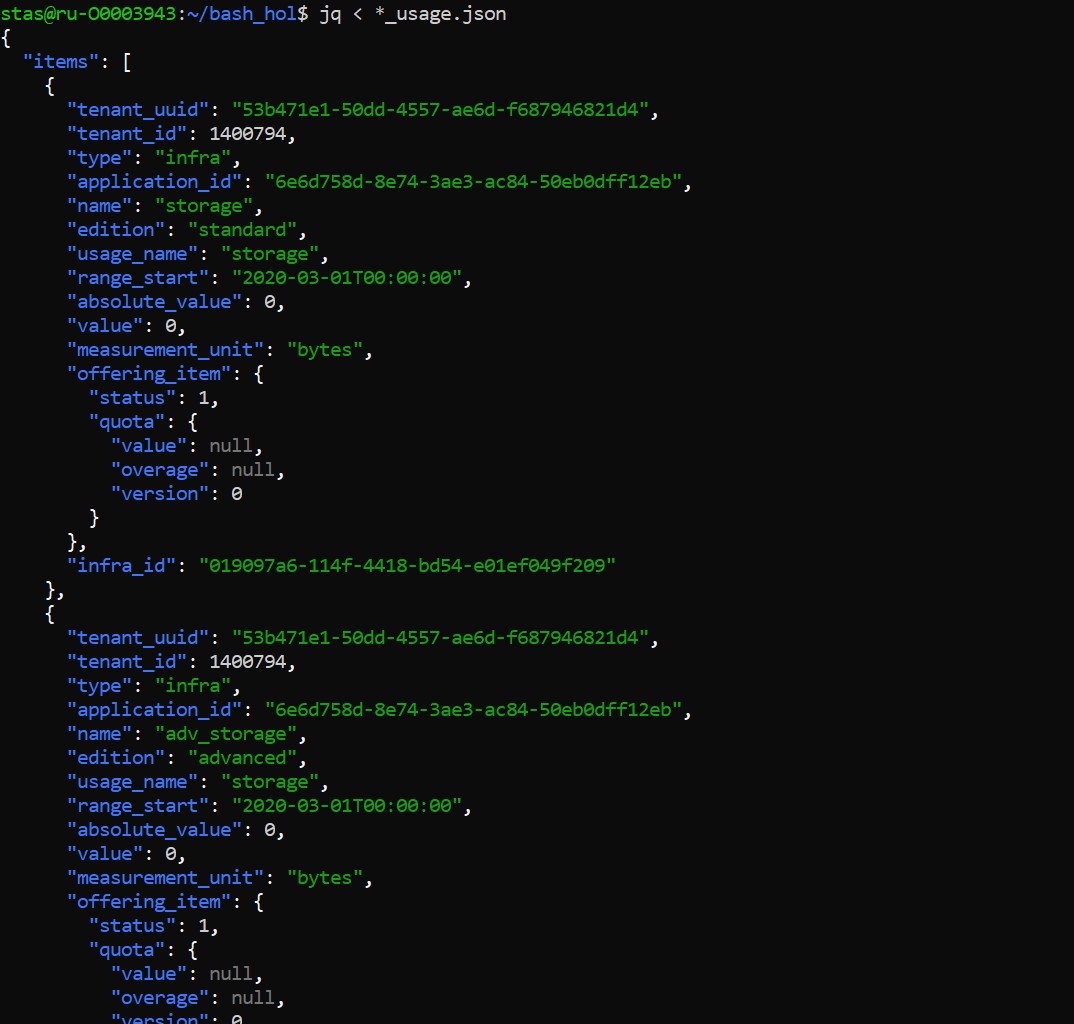 stas@ru-O0003943:~/bash_hol$ jq < *_usage.json
{
  "items": [
    {
      "tenant_uuid": "53b471e1-50dd-4557-ae6d-f687946821d4",
      "tenant_id": 1400794,
      "type": "infra",
      "application_id": "6e6d758d-8e74-3ae3-ac84-50eb0dff12eb",
      "name": "storage",
      "edition": "standard",
      "usage_name": "storage",
      "range_start": "2020-03-01T00:00:00",
      "absolute_value": 0,
      "value": 0,
      "measurement_unit": "bytes",
      "offering_item": {
        "status": 1,
        "quota": {
          "value": null,
          "overage": null,
          "version": 0
        }
      },
      "infra_id": "019097a6-114f-4418-bd54-e01ef049f209"
    },
    {
      "tenant_uuid": "53b471e1-50dd-4557-ae6d-f687946821d4",
      "tenant_id": 1400794,
      "type": "infra",
      "application_id": "6e6d758d-8e74-3ae3-ac84-50eb0dff12eb",
      "name": "adv_storage",
      "edition": "advanced",
      "usage_name": "storage",
      "range_start": "2020-03-01T00:00:00",
      "absolute_value": 0,
      "value": 0,
      "measurement_unit": "bytes",
      "offering_item": {
        "status": 1,
        "quota": {
          "value": null,
          "overage": null,
          "version": 0